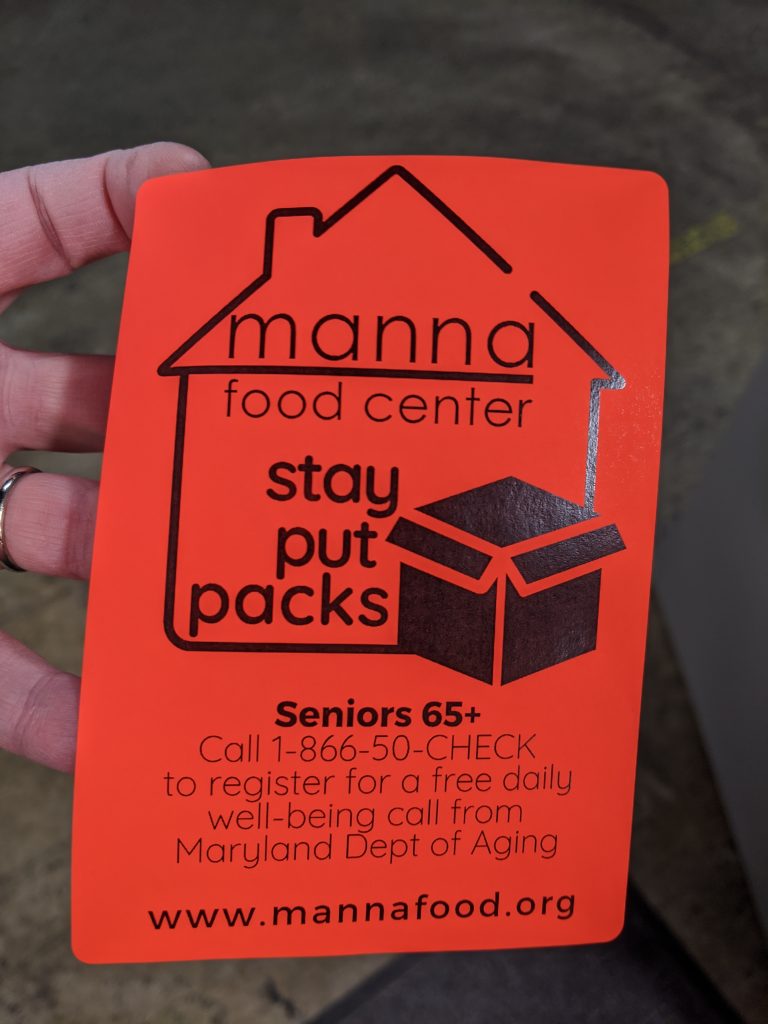 manna
food center
stay
put
packs
Seniors 65+
Call 1-866-50-CHECK
to register for a free daily
well-being call from
Maryland Dept of Aging
www.mannafood.org